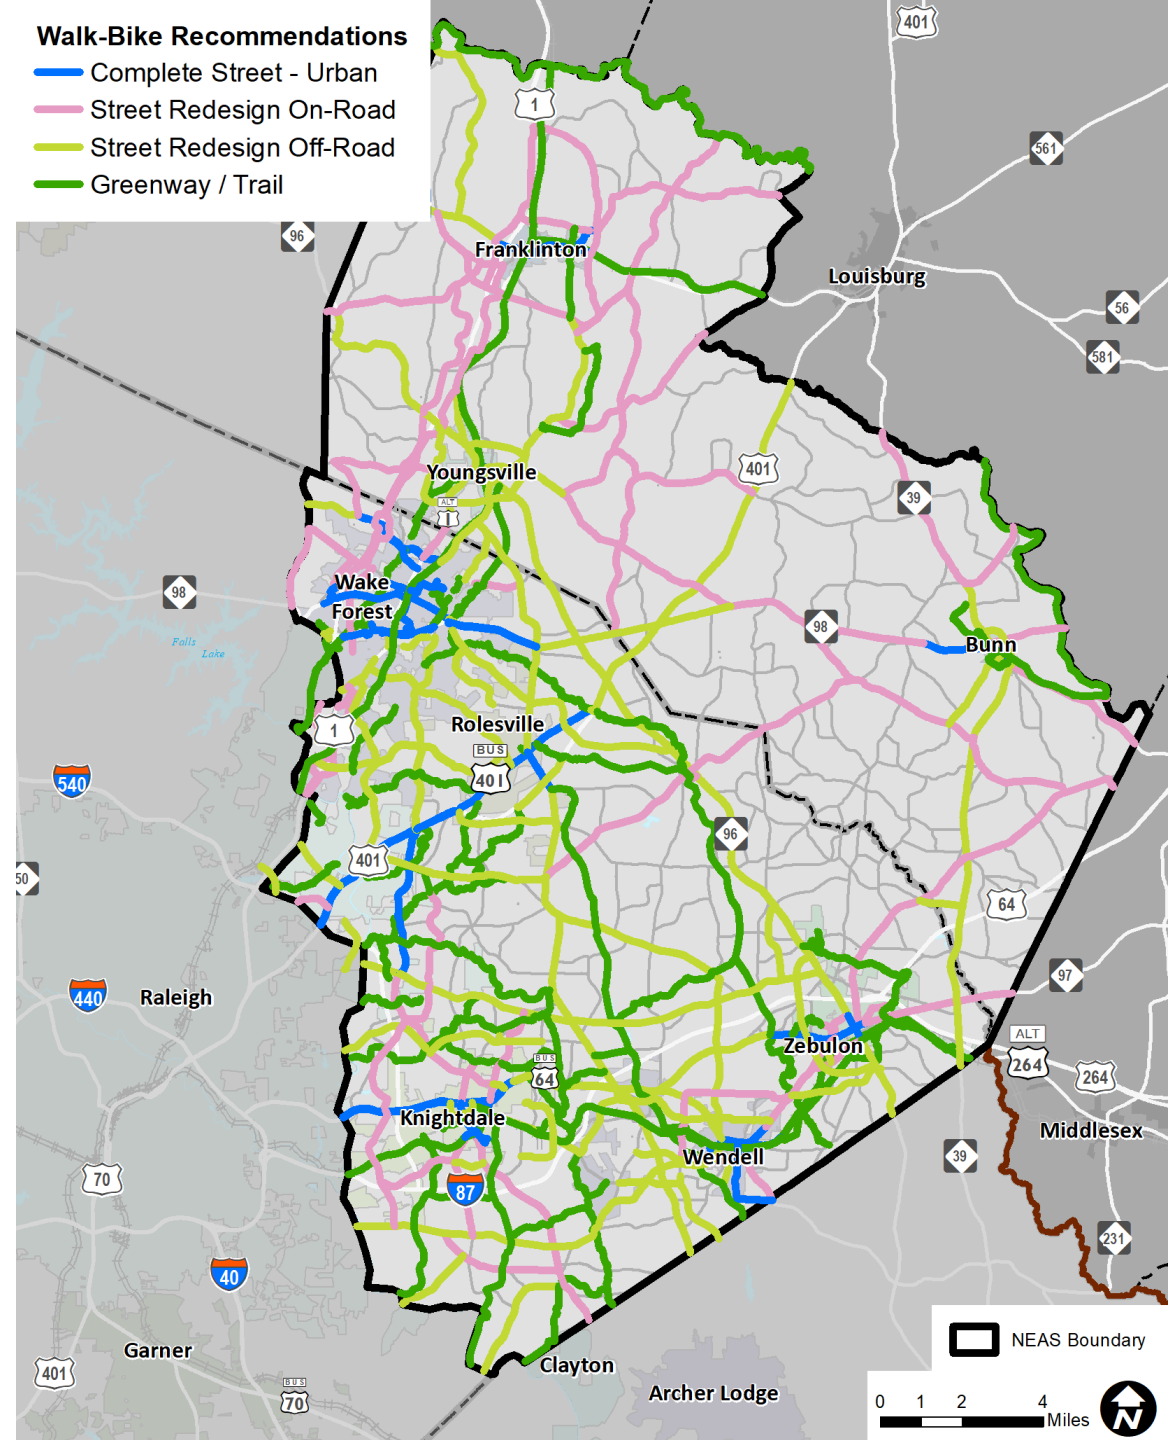 Walk-Bike Recommendations
Complete Street - Urban
Street Redesign On-Road
Street Redesign Off-Road
Greenway / Trail
401
1
561
96
Franklinton
Louisburg
56
581
401
39
Youngsville
ALT
1
98
Wake
Forest
Falls
Lake
98
Bunn
Rolesville
1
BUS
401
540
96
401
50
64
440
Raleigh
97
Zebulon
ALT
264
264
BUS
64
Knightdale
Middlesex
Wendell
39
70
87
231
40
NEAS Boundary
Garner
Clayton
401
BUS
70
Archer Lodge
0 1 2 4
Miles
N